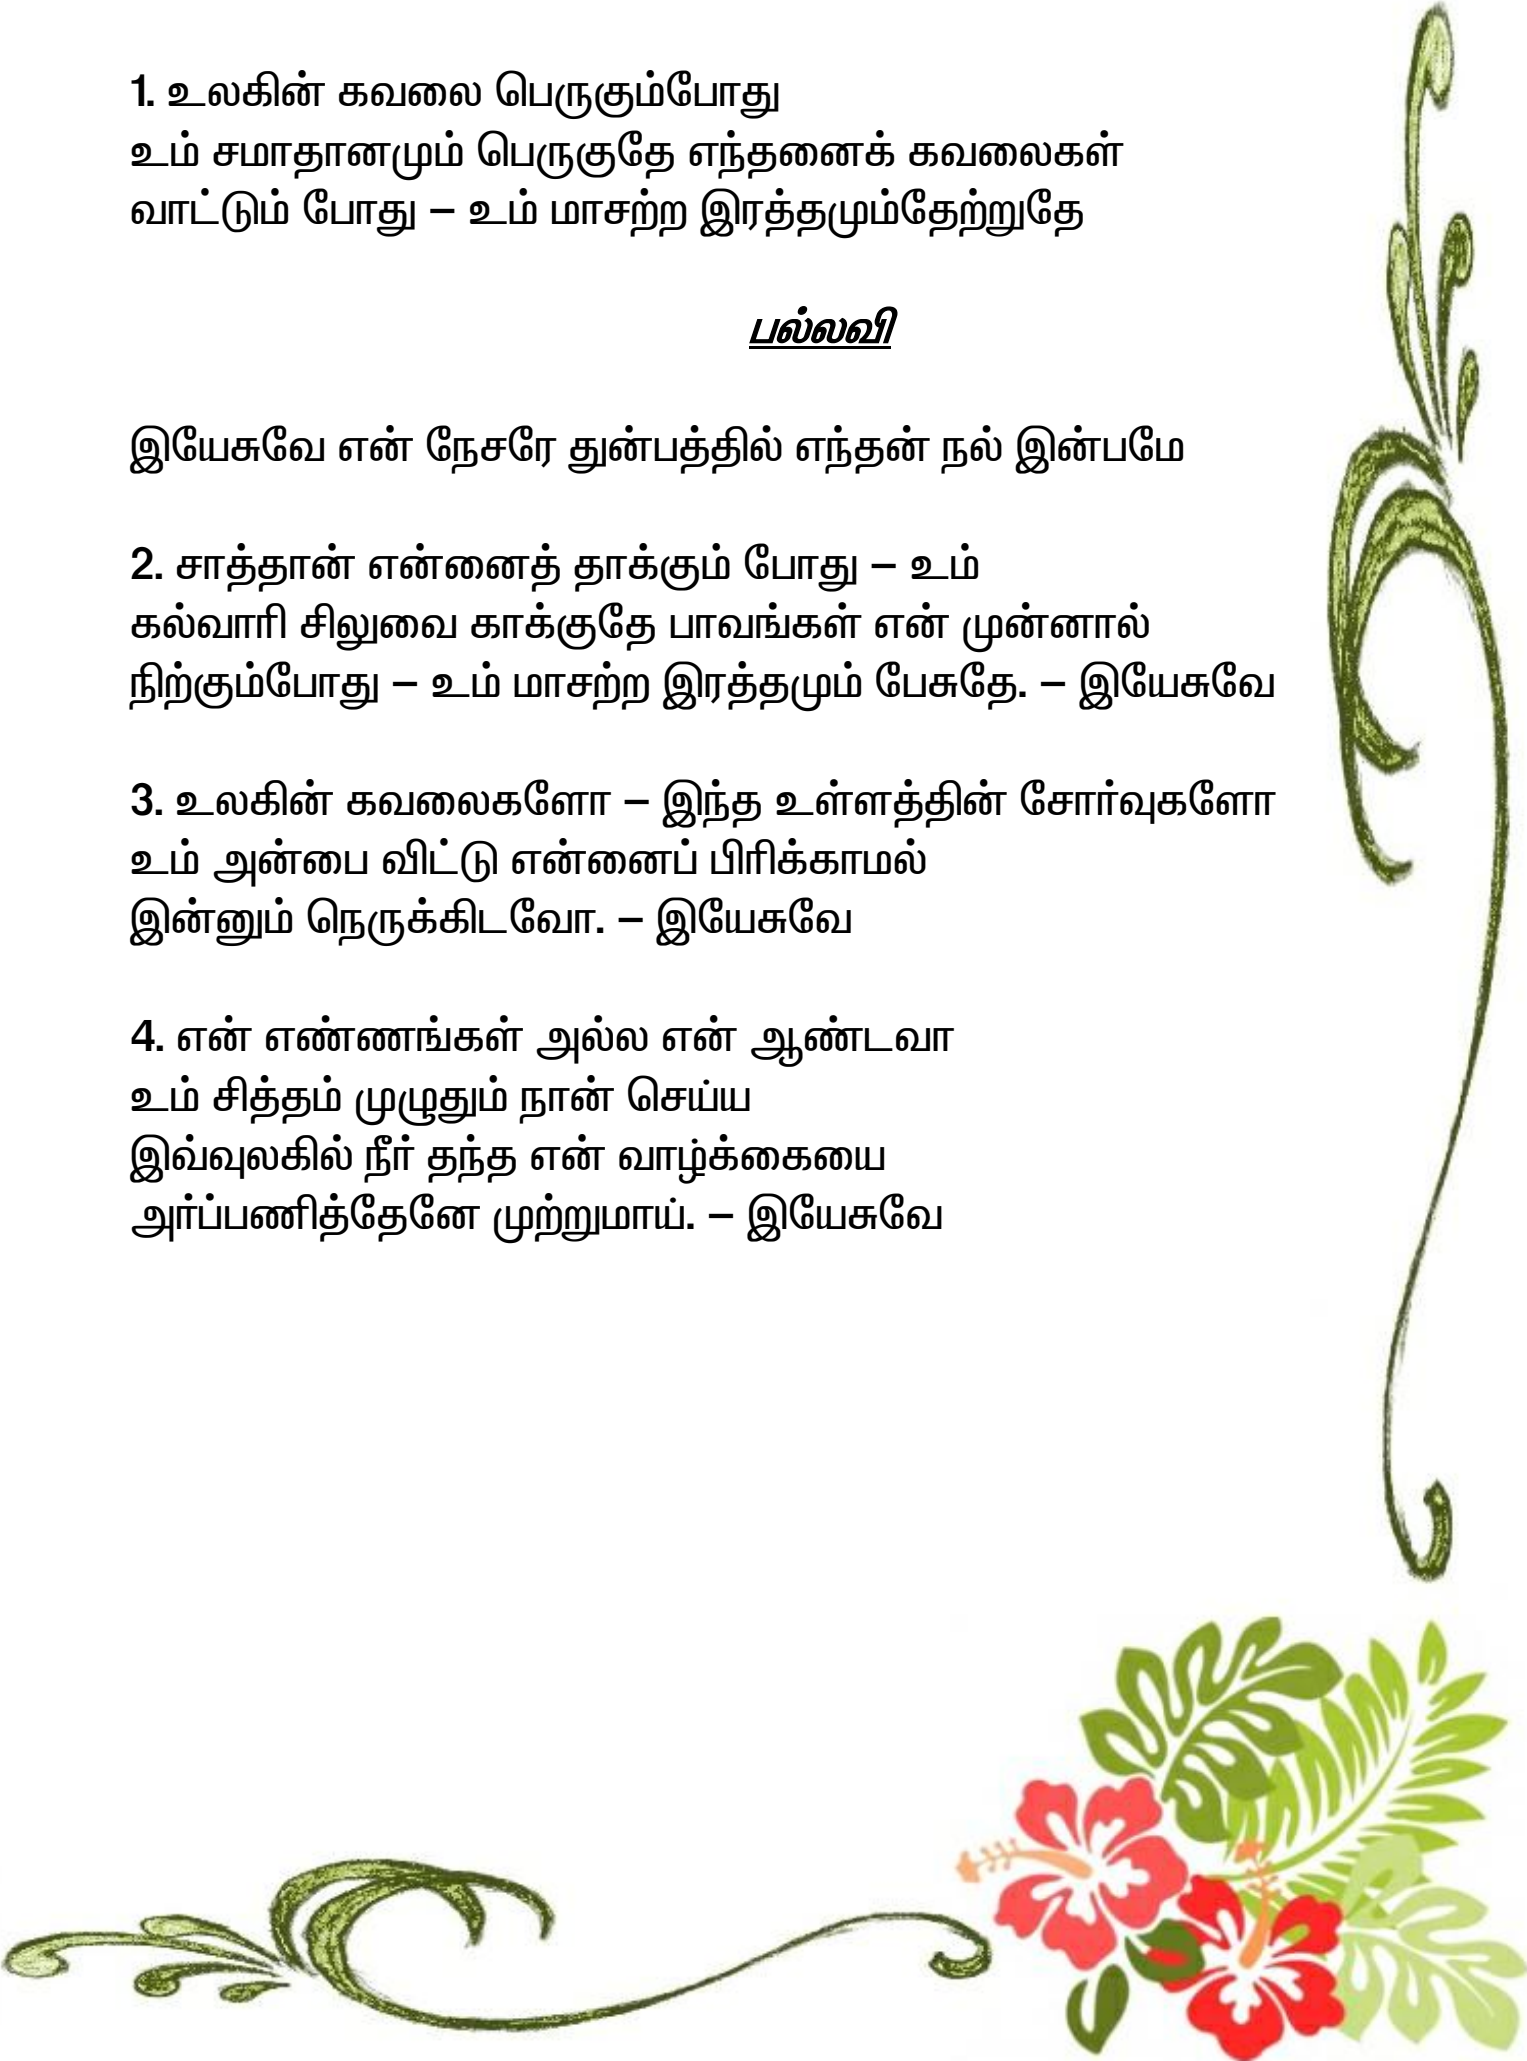 1. உலகின் கவலை பெருகும்போது
உம் சமாதானமும் பெருகுதே எந்தனைக் கவலைகள்
வாட்டும் போது – உம் மாசற்ற இரத்தமும்தேற்றுதே
பல்லவி
இயேசுவே என் நேசரே துன்பத்தில் எந்தன் நல் இன்பமே
2. சாத்தான் என்னைத் தாக்கும் போது – உம்
கல்வாரி சிலுவை காக்குதே பாவங்கள் என் முன்னால்
நிற்கும்போது – உம் மாசற்ற இரத்தமும் பேசுதே. – இயேசுவே
3. உலகின் கவலைகளோ – இந்த உள்ளத்தின் சோர்வுகளோ
உம் அன்பை விட்டு என்னைப் பிரிக்காமல்
இன்னும் நெருக்கிடவோ. – இயேசுவே
4. என் எண்ணங்கள் அல்ல என் ஆண்டவா
உம் சித்தம் முழுதும் நான் செய்ய
இவ்வுலகில் நீர் தந்த என் வாழ்க்கையை
அர்ப்பணித்தேனே முற்றுமாய். – இயேசுவே